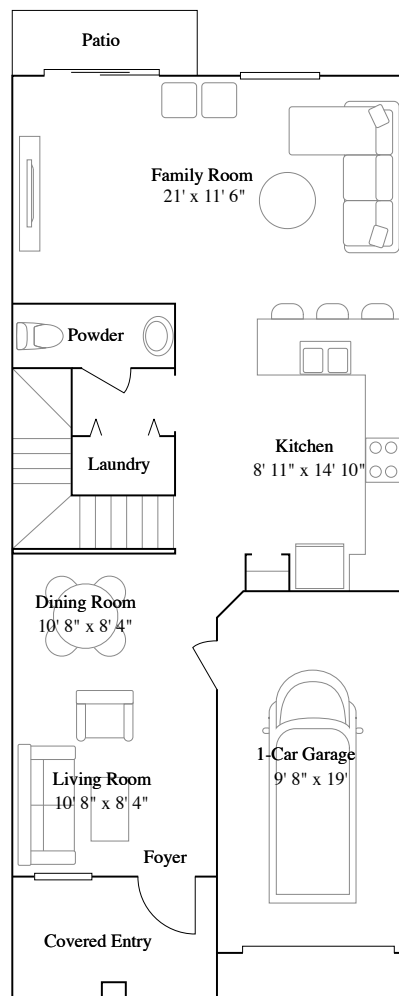 Patio
Family Room
21' x 11' 6"
Powder
Kitchen
8' 11" x 14' 10"
Laundry
Dining Room
10' 8" x 8' 4"
1-Car Garage
9' 8" x 19'
Living Room
10' 8" x 8' 4"
Foyer
Covered Entry